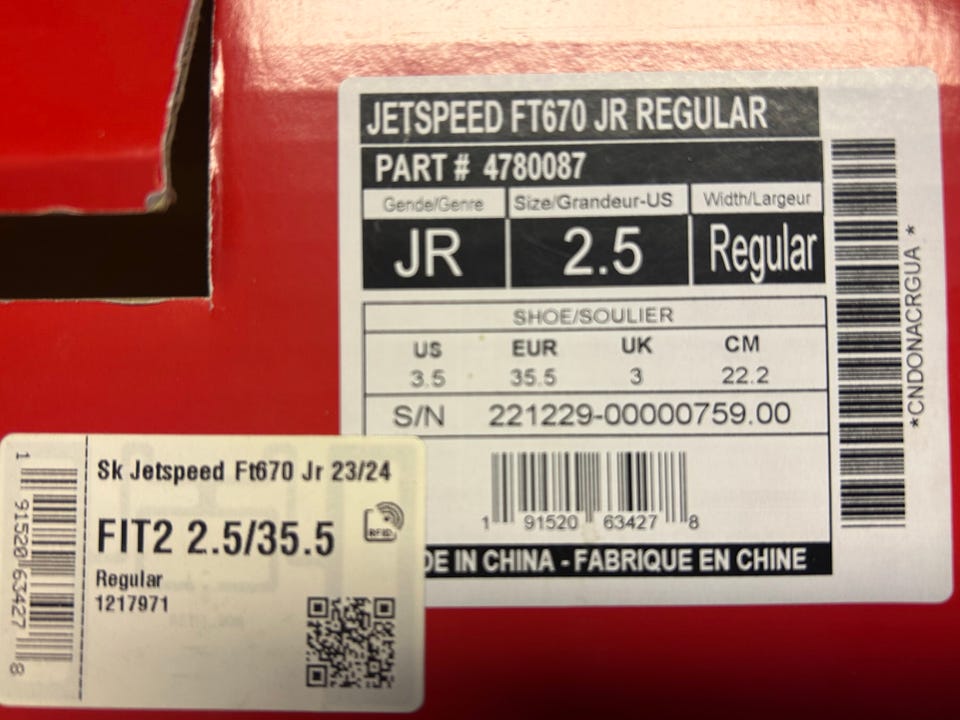 JETSPEED FT670 JR REGULAR
PART # 4780087
Gende/Genre Size/Grandeur-US Width/Largeur
JR 2.5 Regular
SHOE/SOULIER
US EUR UK CM
3.5 35.5 3 22.2
S/N 221229-00000759.00
1 91520 63427 8
DE IN CHINA - FABRIQUE EN CHINE
*CNDONACRGUA *
Sk Jetspeed Ft670 Jr 23/24
FIT2 2.5/35.5
RFID
Regular
1217971
1 91520 63427 8